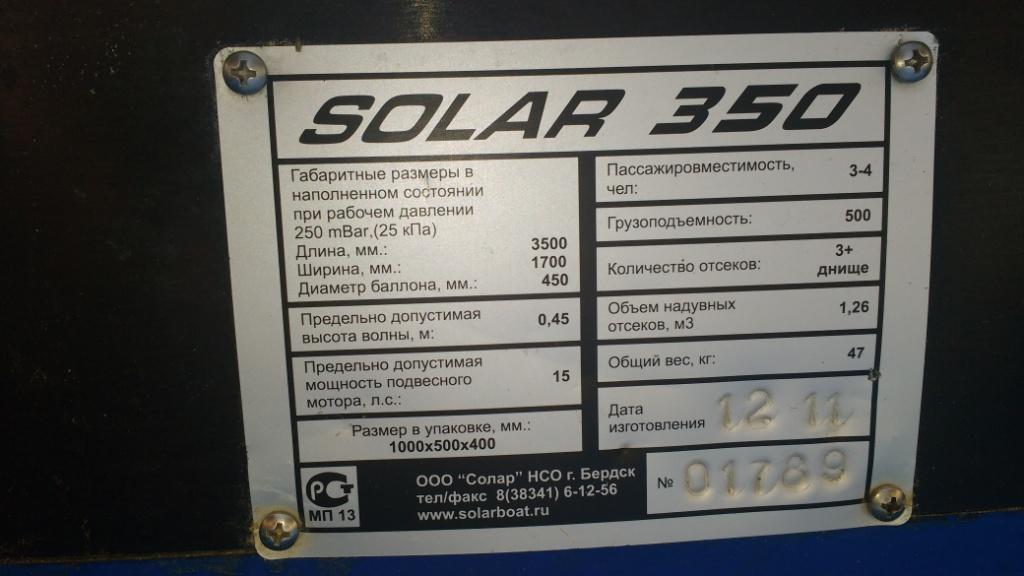 SOLAR 350
Габаритные размеры в
наполненном состоянии
при рабочем давлении
250 mBar,(25 кПа)
Длина, мм.: 3500
Ширина, мм.: 1700
Диаметр баллона, мм.: 450
Предельно допустимая
высота волны, м: 0,45
Предельно допустимая
мощность подвесного
мотора, л.с.: 15
Размер в упаковке, мм.:
1000x500x400
Пассажировместимость,
чел: 3-4
Грузоподъемность: 500
Количество отсеков: 3+
днище
Объем надувных
отсеков, м3 1,26
Общий вес, кг: 47
Дата
изготовления 12 11
РСТ
МП 13
ООО “Солар” НСО г. Бердск
тел/факс 8(38341) 6-12-56
www.solarboat.ru
№ 01789